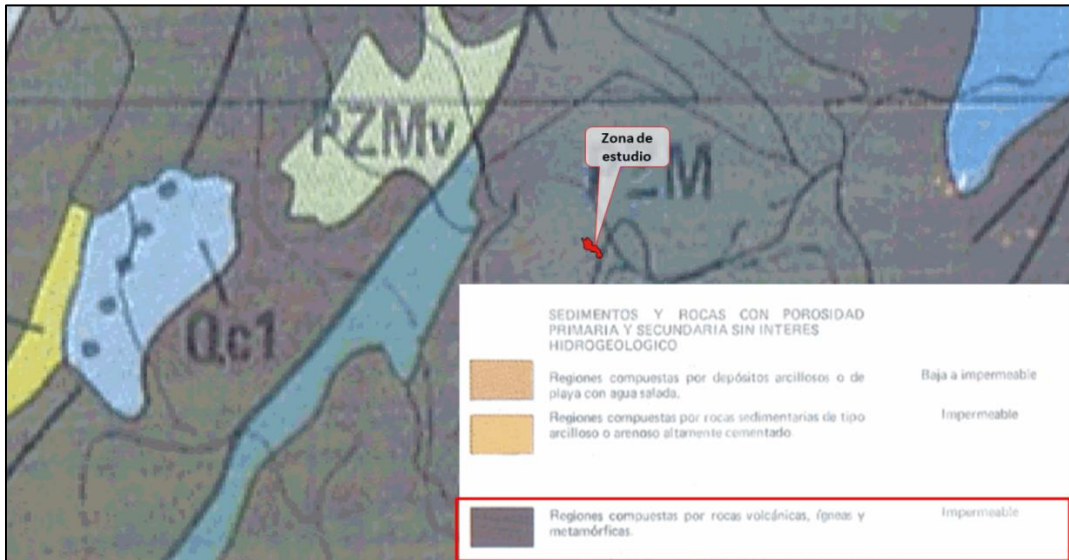 PZMv
Zona de
estudio
M
Qc1
SEDIMENTOS Y ROCAS CON POROSIDAD
PRIMARIA Y SECUNDARIA SIN INTERES
HIDROGEOLOGICO
Regiones compuestas por depósitos arcillosos o de
playa con agua salada.
Baja a impermeable
Regiones compuestas por rocas sedimentarias de tipo
arcilloso o arenoso altamente cementado.
Impermeable
Regiones compuestas por rocas volcánicas, ígneas y
metamórficas.
Impermeable